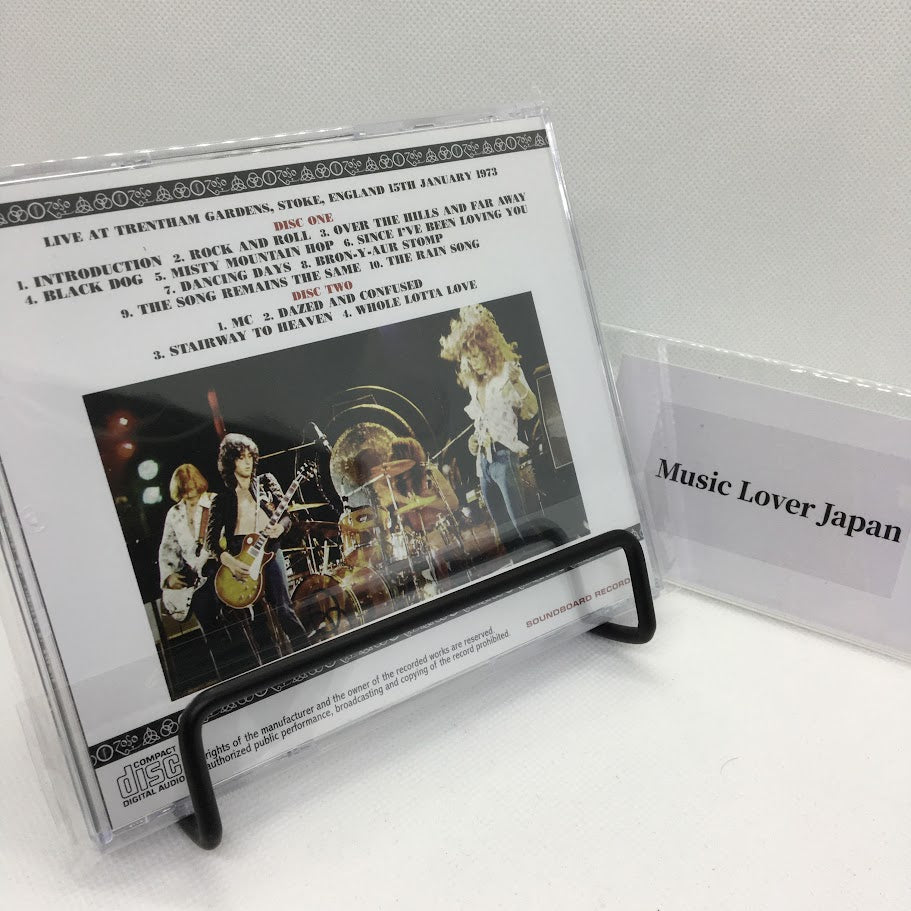 LIVE AT TRENTHAM GARDENS, STOKE, ENGLAND 15TH JANUARY 1973
DISC ONE
1. INTRODUCTION 2. ROCK AND ROLL 3. OVER THE HILLS AND FAR AWAY
4. BLACK DOG 5. MISTY MOUNTAIN HOP 6. SINCE I'VE BEEN LOVING YOU
7. DANCING DAYS 8. BRON-Y-AUR STOMP
9. THE SONG REMAINS THE SAME 10. THE RAIN SONG
DISC TWO
1. MC 2. DAZED AND CONFUSED
3. STAIRWAY TO HEAVEN 4. WHOLE LOTTA LOVE
SOUNDBOARD RECORD
rights of the manufacturer and the owner of the recorded works are reserved.
authorized public performance, broadcasting and copying of the record prohibited.
COMPACT
disc
DIGITAL AUDIO
Music Lover Japan